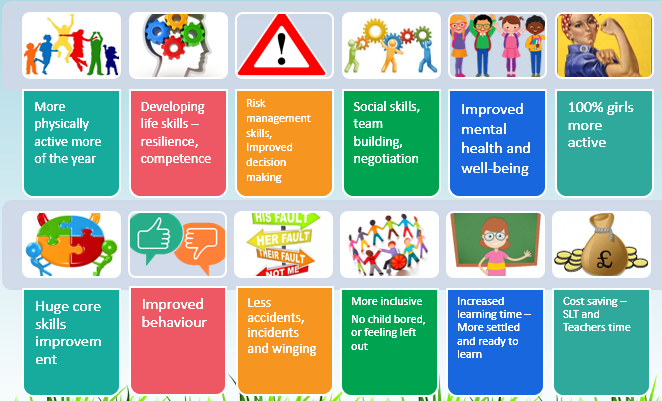 More
physically
active more
of the year
Developing
life skills –
resilience,
competence
Risk
management
skills,
Improved
decision
making
Social skills,
team
building,
negotiation
Improved
mental
health and
well-being
100% girls
more
active
HIS FAULT
HER FAULT
THEIR FAULT
NOT ME
£
Huge core
skills
improvem
ent
Improved
behaviour
Less
accidents,
incidents
and winging
More inclusive
No child bored,
or feeling left
out
Increased
learning time –
More settled
and ready to
learn
Cost saving –
SLT and
Teachers time